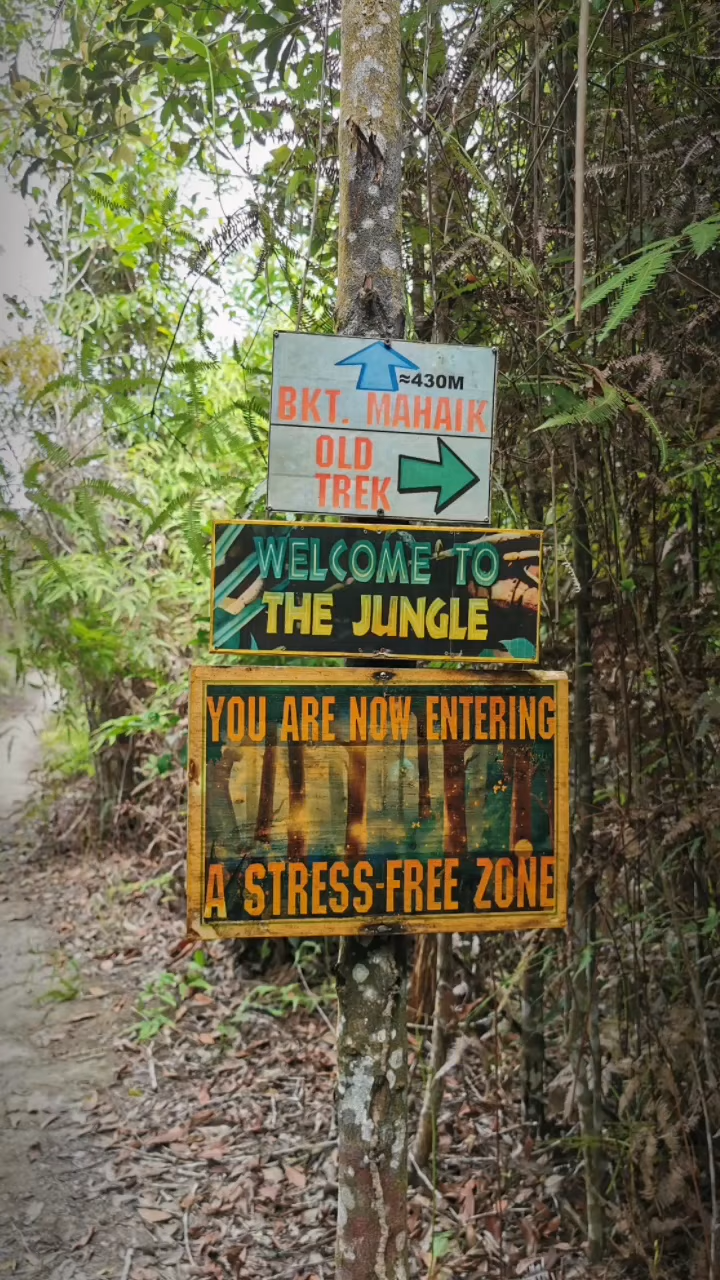 ≈430M
BKT. MAHAIK
OLD
TREK
WELCOME TO
THE JUNGLE
YOU ARE NOW ENTERING
A STRESS-FREE ZONE